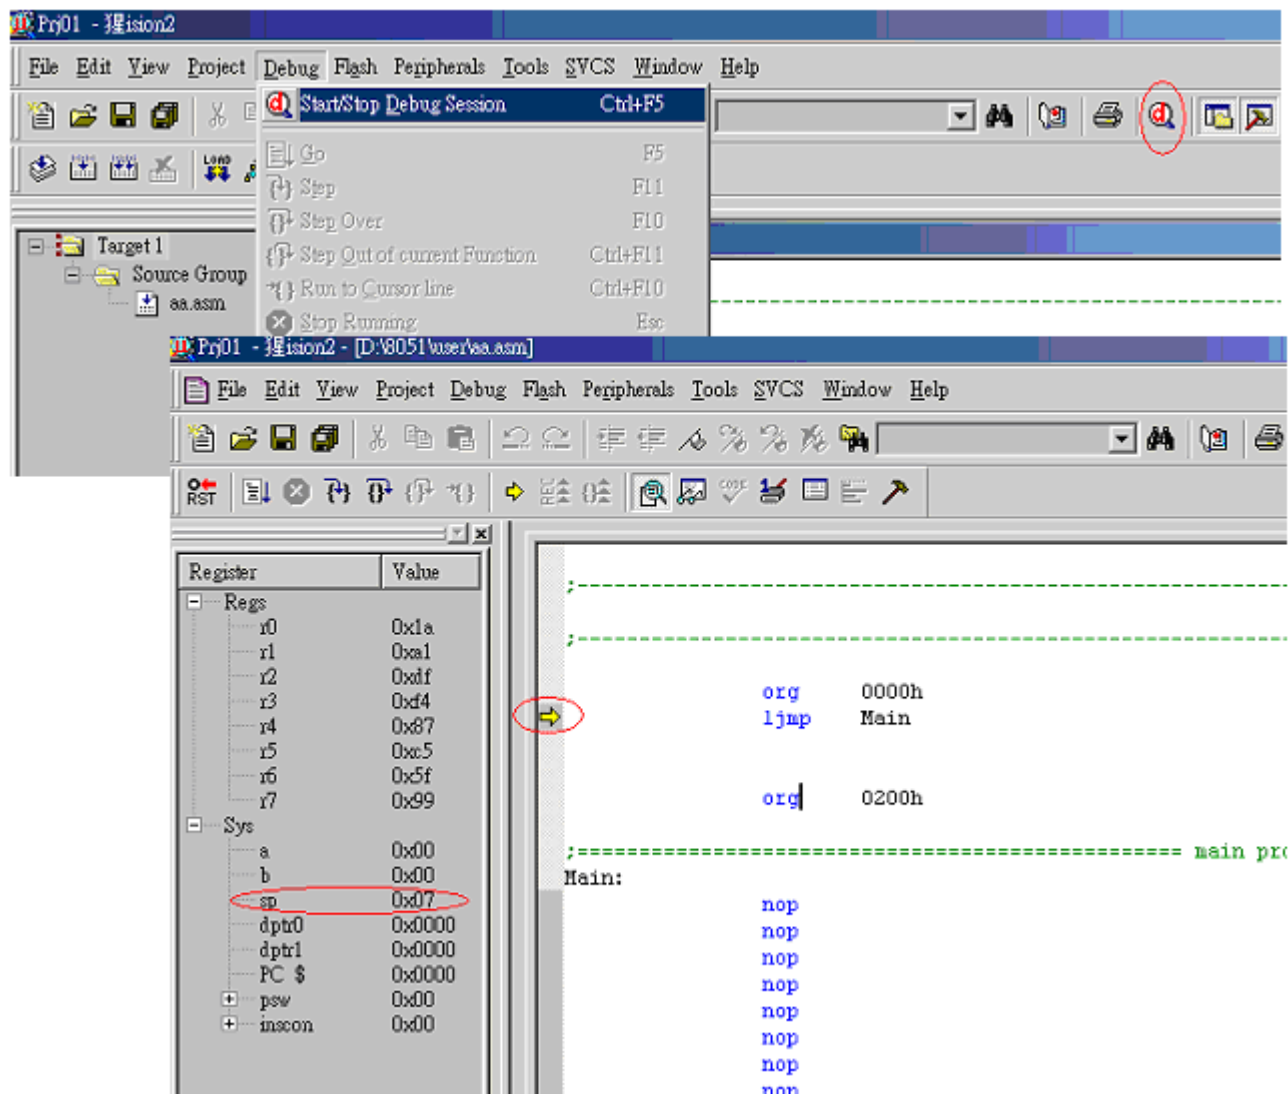 Prj01 - 猩ision2
File Edit View Project Debug Flash Peripherals Tools SVCS Window Help
Start/Stop Debug Session Ctrl+F5
LOAD
Go F5
Step F11
Step Over F10
Step Out of current Function Ctrl+F11
Run to Cursor line Ctrl+F10
Stop Running Esc
Target 1
Source Group
aa.asm
Prj01 - 猩ision2 - [D:\8051\user\aa.asm]
File Edit View Project Debug Flash Peripherals Tools SVCS Window Help
RST
CODE
Register Value
Regs
r0 0x1a
r1 0xa1
r2 0xdf
r3 0xf4
r4 0x87
r5 0xc5
r6 0x5f
r7 0x99
Sys
a 0x00
b 0x00
sp 0x07
dptr0 0x0000
dptr1 0x0000
PC $ 0x0000
psw 0x00
inscon 0x00
;--------------------------------------------------
;--------------------------------------------------
org 0000h
ljmp Main
org 0200h
;================================================= main pro
Main:
nop
nop
nop
nop
nop
nop
nop
nop